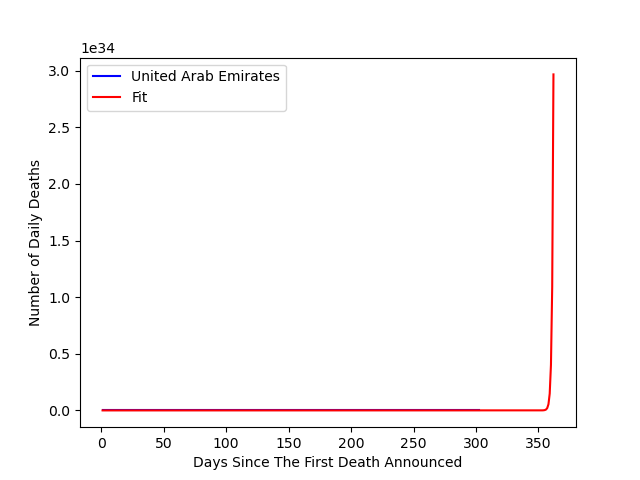 1e34
United Arab Emirates
Fit
3.0
2.5
2.0
1.5
1.0
0.5
0.0
Number of Daily Deaths
0 50 100 150 200 250 300 350
Days Since The First Death Announced